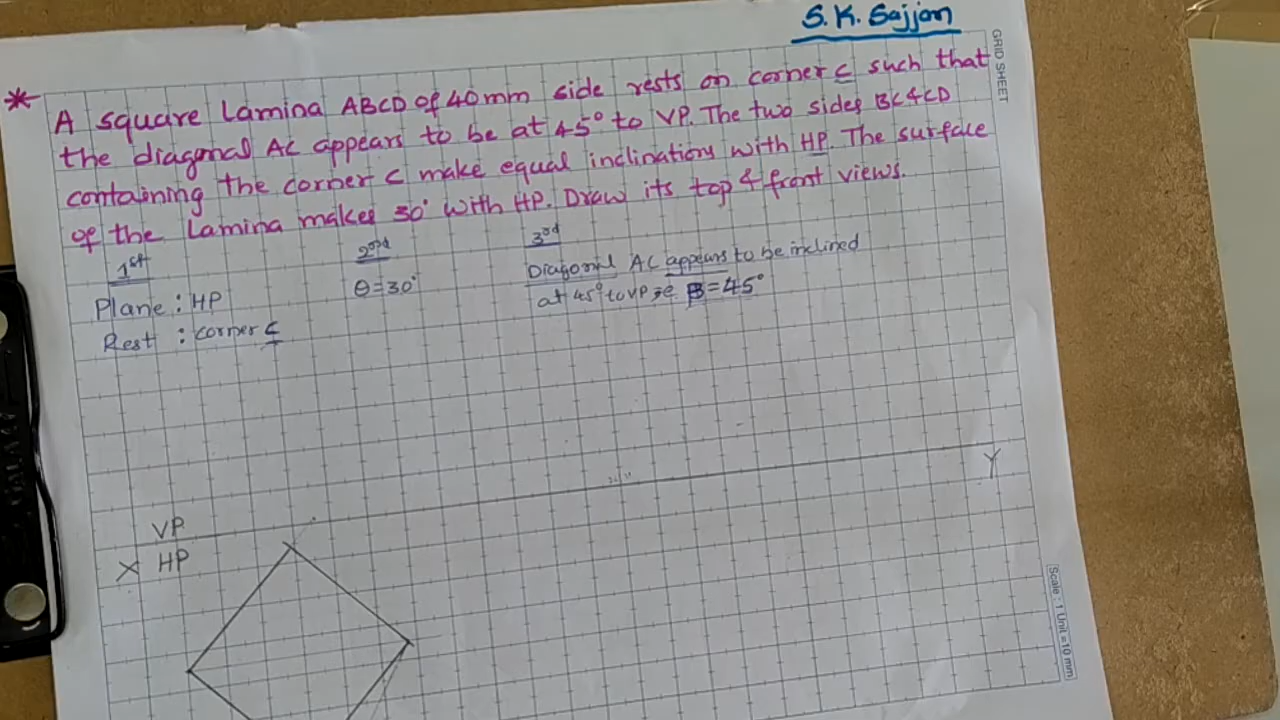 S.K. Sajjan
GRID SHEET
* A square Lamina ABCD of 40mm side rests on corner C such that
the diagonal AC appears to be at 45° to VP. The two sides BC & CD
containing the corner C make equal inclinations with HP. The surface
of the Lamina makes 30° with HP. Draw its top & front views.
1st
2nd
3rd
Plane : HP
θ=30°
Diagonal AC appears to be inclined
at 45° to VP ie β=45°
Rest : corner C
Y
VP
X HP
Scale : 1 Unit = 10 mm